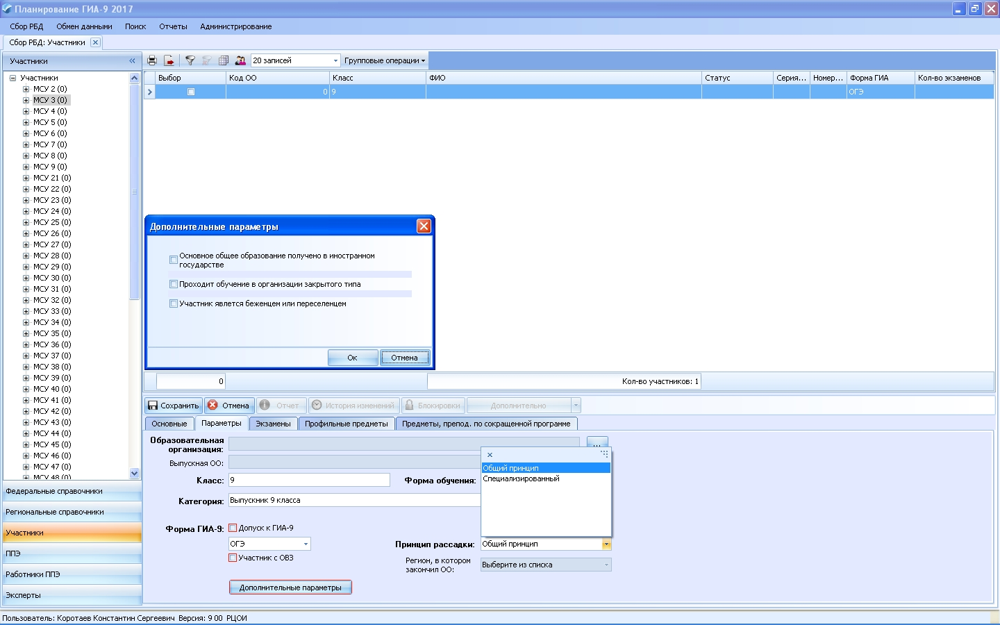 Планирование ГИА-9 2017
Сбор РБД Обмен данными Поиск Отчеты Администрирование
Сбор РБД: Участники
Участники
20 записей Групповые операции
Выбор Код ОО Класс ФИО Статус Серия... Номер... Форма ГИА Кол-во экзаменов
0 9 ОГЭ
Участники
МСУ 2 (0)
МСУ 3 (0)
МСУ 4 (0)
МСУ 5 (0)
МСУ 6 (0)
МСУ 7 (0)
МСУ 8 (0)
МСУ 9 (0)
МСУ 21 (0)
МСУ 22 (0)
МСУ 23 (0)
МСУ 24 (0)
МСУ 25 (0)
МСУ 26 (0)
МСУ 27 (0)
МСУ 28 (0)
МСУ 29 (0)
МСУ 30 (0)
МСУ 31 (0)
МСУ 32 (0)
МСУ 33 (0)
МСУ 34 (0)
МСУ 35 (0)
МСУ 36 (0)
МСУ 37 (0)
МСУ 38 (0)
МСУ 39 (0)
МСУ 40 (0)
МСУ 41 (0)
МСУ 42 (0)
МСУ 43 (0)
МСУ 44 (0)
МСУ 45 (0)
МСУ 46 (0)
МСУ 47 (0)
МСУ 48 (0)
Федеральные справочники
Региональные справочники
Участники
ППЭ
Работники ППЭ
Эксперты
Дополнительные параметры
Основное общее образование получено в иностранном
государстве
Проходит обучение в организации закрытого типа
Участник явлется беженцем или переселенцем
Ок Отмена
0 Кол-во участников: 1
Сохранить Отмена Отчет История изменений Блокировки Дополнительно
Основные Параметры Экзамены Профильные предметы Предметы, препод. по сокращенной программе
Образовательная
организация:
...
Выпускная ОО:
Класс: 9 Форма обучения:
Категория: Выпускник 9 класса
Общий принцип
Специализированный
Форма ГИА-9: Допуск к ГИА-9
ОГЭ Принцип рассадки: Общий принцип
Участник с ОВЗ
Регион, в котором
закончил ОО:
Выберите из списка
Дополнительные параметры
Пользователь: Коротаев Константин Сергеевич Версия: 9 00 РЦОИ